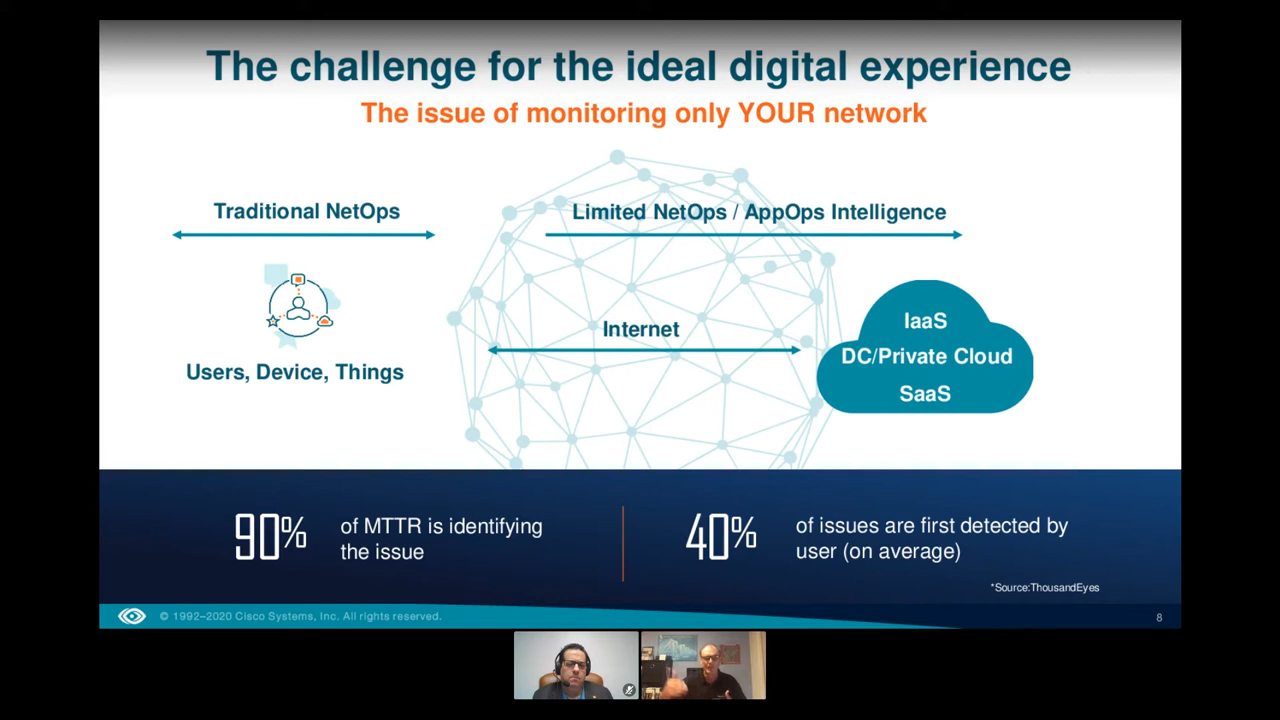 The challenge for the ideal digital experience
The issue of monitoring only YOUR network
Traditional NetOps
Limited NetOps / AppOps Intelligence
Users, Device, Things
Internet
IaaS
DC/Private Cloud
SaaS
90%
of MTTR is identifying
the issue
40%
of issues are first detected by
user (on average)
*Source:ThousandEyes
© 1992–2020 Cisco Systems, Inc. All rights reserved.
8